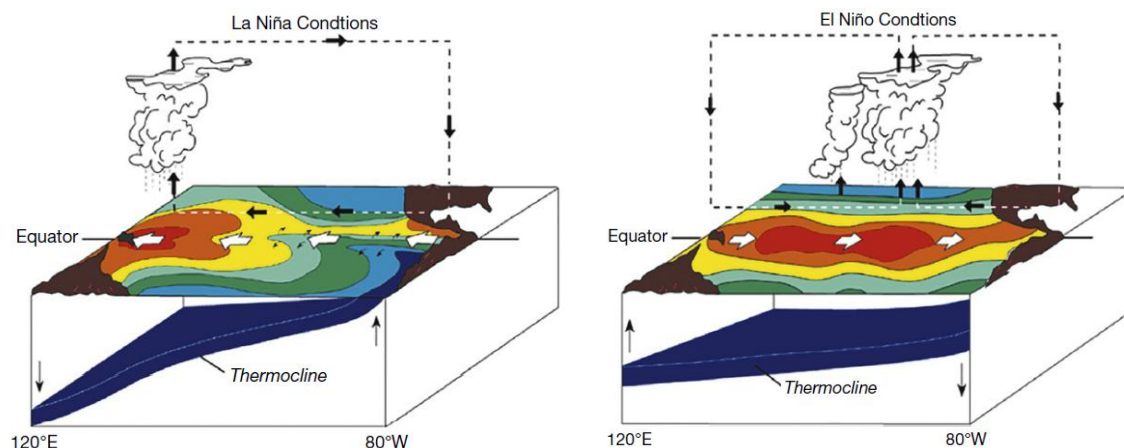 La Niña Condtions
Equator
Thermocline
120°E
80°W
El Niño Condtions
Equator
Thermocline
120°E
80°W